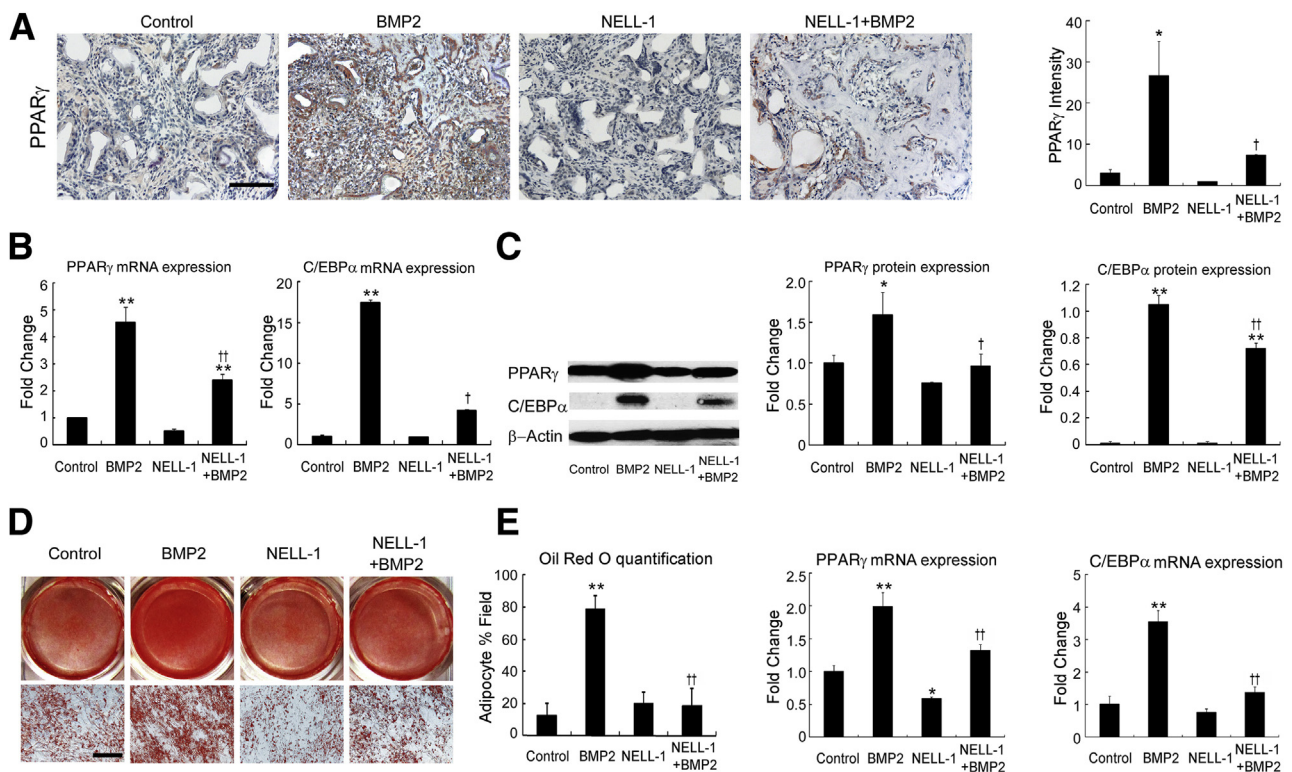 A
Control
BMP2
NELL-1
NELL-1+BMP2
PPARγ
PPARγ Intensity
40
30
20
10
0
*
†
Control
BMP2
NELL-1
NELL-1
+BMP2
B
PPARγ mRNA expression
Fold Change
6
5
4
3
2
1
0
**
††
**
Control
BMP2
NELL-1
NELL-1
+BMP2
C/EBPα mRNA expression
Fold Change
20
15
10
5
0
**
†
Control
BMP2
NELL-1
NELL-1
+BMP2
C
PPARγ
C/EBPα
β-Actin
Control
BMP2
NELL-1
NELL-1
+BMP2
PPARγ protein expression
Fold Change
2.0
1.5
1.0
0.5
0
*
†
Control
BMP2
NELL-1
NELL-1
+BMP2
C/EBPα protein expression
Fold Change
1.2
1.0
0.8
0.6
0.4
0.2
0
**
††
**
Control
BMP2
NELL-1
NELL-1
+BMP2
D
Control
BMP2
NELL-1
NELL-1
+BMP2
E
Oil Red O quantification
Adipocyte % Field
100
80
60
40
20
0
**
††
Control
BMP2
NELL-1
NELL-1
+BMP2
PPARγ mRNA expression
Fold Change
2.5
2.0
1.5
1.0
0.5
0
**
*
††
Control
BMP2
NELL-1
NELL-1
+BMP2
C/EBPα mRNA expression
Fold Change
5
4
3
2
1
0
**
††
Control
BMP2
NELL-1
NELL-1
+BMP2